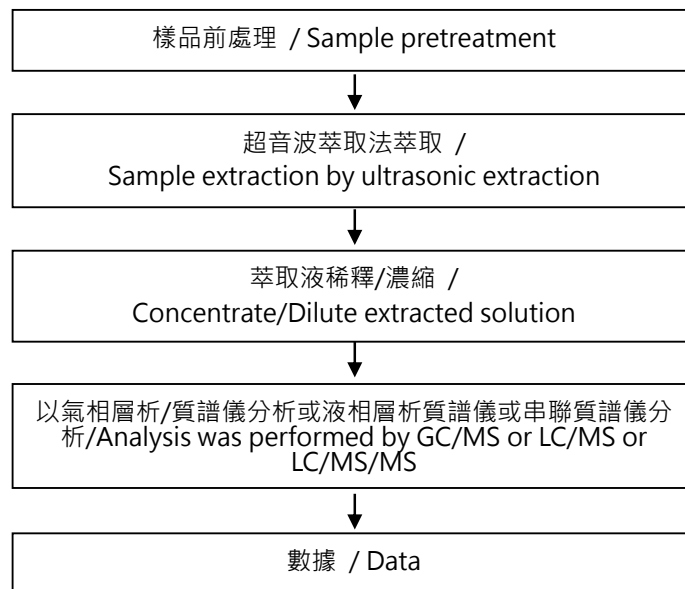 樣品前處理 / Sample pretreatment
超音波萃取法萃取 /
Sample extraction by ultrasonic extraction
萃取液稀釋/濃縮 /
Concentrate/Dilute extracted solution
以氣相層析/質譜儀分析或液相層析質譜儀或串聯質譜儀分
析/Analysis was performed by GC/MS or LC/MS or
LC/MS/MS
數據 / Data